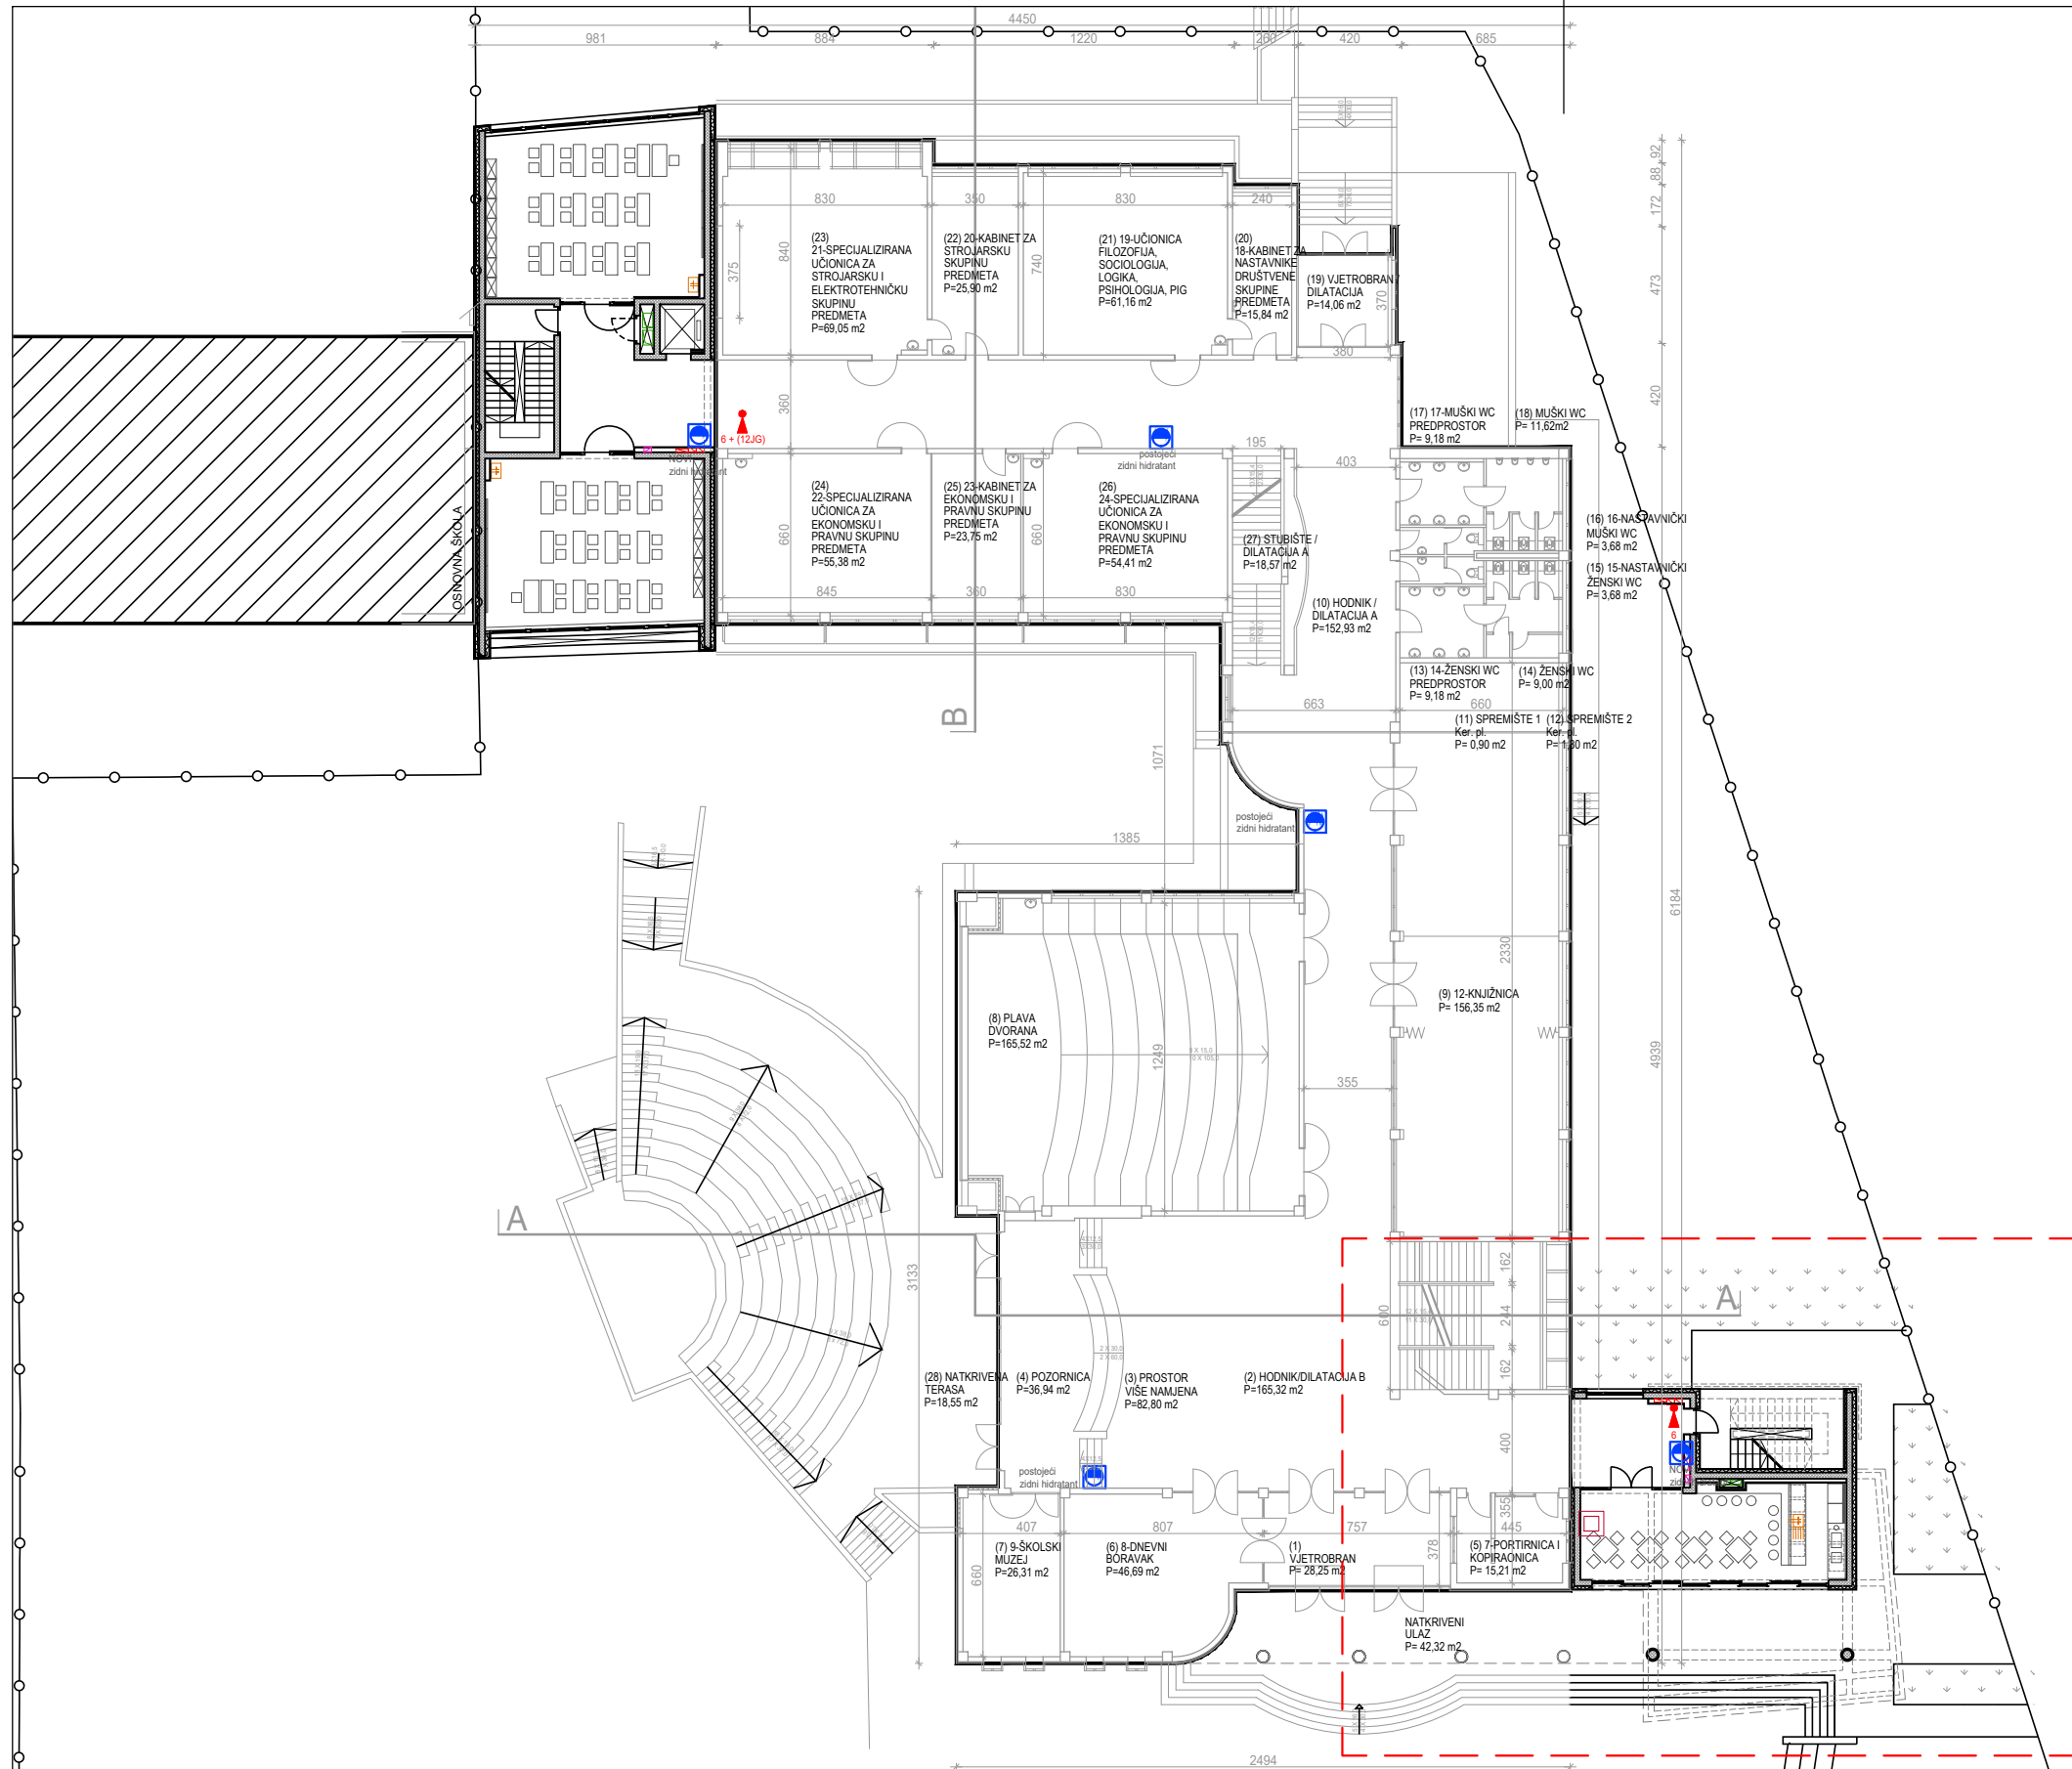 4450
981
884
1220
260
420
685
92
88
172
473
420
830
350
830
240
840
375
740
370
380
360
(23)
21-SPECIJALIZIRANA
UČIONICA ZA
STROJARSKU I
ELEKTROTEHNIČKU
SKUPINU
PREDMETA
P=69,05 m2
(22) 20-KABINET ZA
STROJARSKU
SKUPINU
PREDMETA
P=25,90 m2
(21) 19-UČIONICA
FILOZOFIJA,
SOCIOLOGIJA,
LOGIKA,
PSIHOLOGIJA, PIG
P=61,16 m2
(20)
18-KABINET ZA
NASTAVNIKE
DRUŠTVENE
SKUPINE
PREDMETA
P=15,84 m2
(19) VJETROBRAN /
DILATACIJA
P=14,06 m2
(17) 17-MUŠKI WC
PREDPROSTOR
P= 9,18 m2
(18) MUŠKI WC
P= 11,62m2
6 + (12JG)
zidni hidratant
postojeći
zidni hidratant
195
403
OSNOVNA ŠKOLA
(24)
22-SPECIJALIZIRANA
UČIONICA ZA
EKONOMSKU I
PRAVNU SKUPINU
PREDMETA
P=55,38 m2
(25) 23-KABINET ZA
EKONOMSKU I
PRAVNU SKUPINU
PREDMETA
P=23,75 m2
(26)
24-SPECIJALIZIRANA
UČIONICA ZA
EKONOMSKU I
PRAVNU SKUPINU
PREDMETA
P=54,41 m2
660
660
845
360
830
(27) STUBIŠTE /
DILATACIJA A
P=18,57 m2
(10) HODNIK /
DILATACIJA A
P=152,93 m2
(16) 16-NASTAVNIČKI
MUŠKI WC
P= 3,68 m2
(15) 15-NASTAVNIČKI
ŽENSKI WC
P= 3,68 m2
(13) 14-ŽENSKI WC
PREDPROSTOR
P= 9,18 m2
(14) ŽENSKI WC
P= 9,00 m2
663
660
(11) SPREMIŠTE 1
Ker. pl.
P= 0,90 m2
(12) SPREMIŠTE 2
Ker. pl.
P= 1,30 m2
B
1071
postojeći
zidni hidratant
1385
6184
2330
4939
(9) 12-KNJIŽNICA
P= 156,35 m2
(8) PLAVA
DVORANA
P=165,52 m2
1249
355
A
3133
162
600
244
162
A
(28) NATKRIVENA
TERASA
P=18,55 m2
(4) POZORNICA
P=36,94 m2
(3) PROSTOR
VIŠE NAMJENA
P=82,80 m2
(2) HODNIK/DILATACIJA B
P=165,32 m2
400
6
postojeći
zidni hidratant
407
807
757
445
355
378
660
(7) 9-ŠKOLSKI
MUZEJ
P=26,31 m2
(6) 8-DNEVNI
BORAVAK
P=46,69 m2
(1)
VJETROBRAN
P= 28,25 m2
(5) 7-PORTIRNICA I
KOPIRAONICA
P= 15,21 m2
NATKRIVENI
ULAZ
P= 42,32 m2
2494